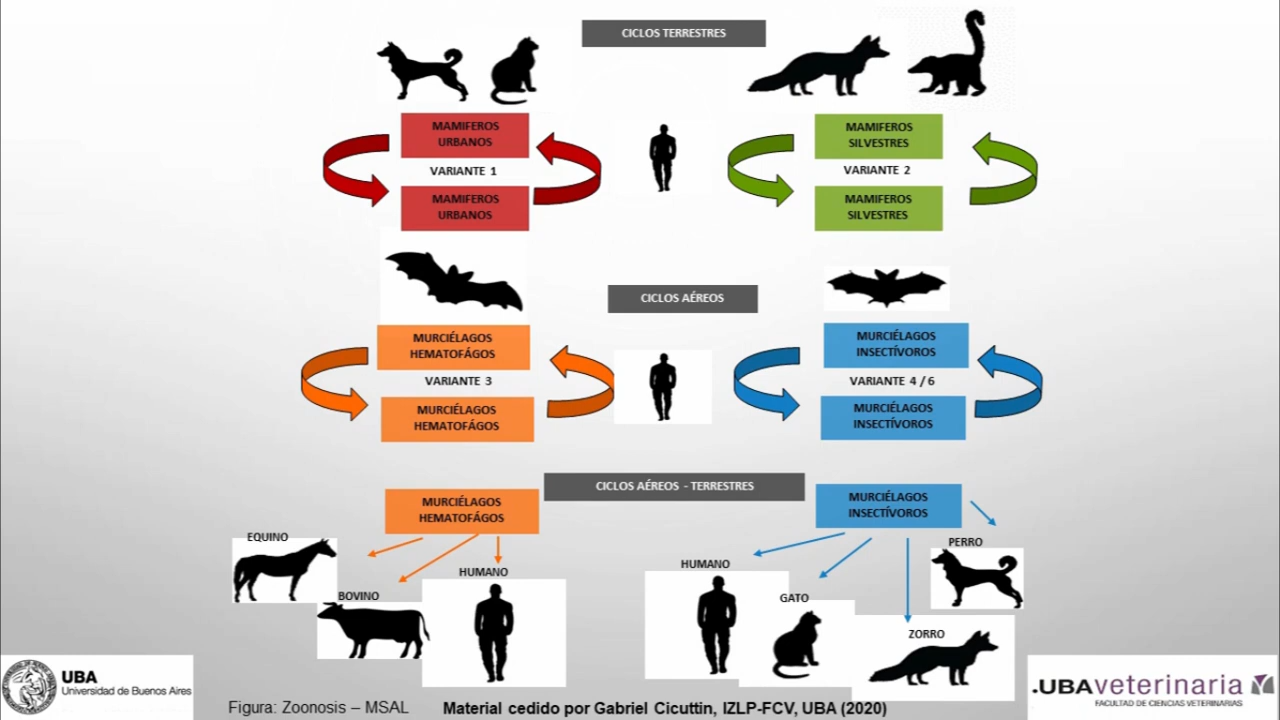 CICLOS TERRESTRES
MAMIFEROS
URBANOS
VARIANTE 1
MAMIFEROS
URBANOS
MAMIFEROS
SILVESTRES
VARIANTE 2
MAMIFEROS
SILVESTRES
CICLOS AÉREOS
MURCIÉLAGOS
HEMATOFÁGOS
VARIANTE 3
MURCIÉLAGOS
HEMATOFÁGOS
MURCIÉLAGOS
INSECTÍVOROS
VARIANTE 4 / 6
MURCIÉLAGOS
INSECTÍVOROS
CICLOS AÉREOS - TERRESTRES
MURCIÉLAGOS
HEMATOFÁGOS
EQUINO
BOVINO
HUMANO
MURCIÉLAGOS
INSECTÍVOROS
HUMANO
GATO
ZORRO
PERRO
UBA
Universidad de Buenos Aires
Figura: Zoonosis – MSAL
Material cedido por Gabriel Cicuttin, IZLP-FCV, UBA (2020)
.UBAveterinaria
FACULTAD DE CIENCIAS VETERINARIAS